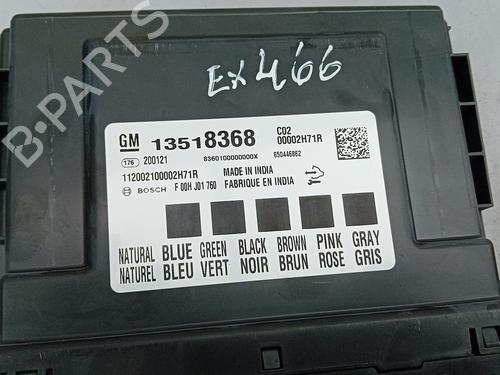 EX466
GM 13518368 C02
00002H71R
176 200121 8360100000000X 650446862
112002100002H71R MADE IN INDIA
BOSCH F 00H J01 760 FABRIQUE EN INDIA
NATURAL BLUE GREEN BLACK BROWN PINK GRAY
NATUREL BLEU VERT NOIR BRUN ROSE GRIS
B-PARTS